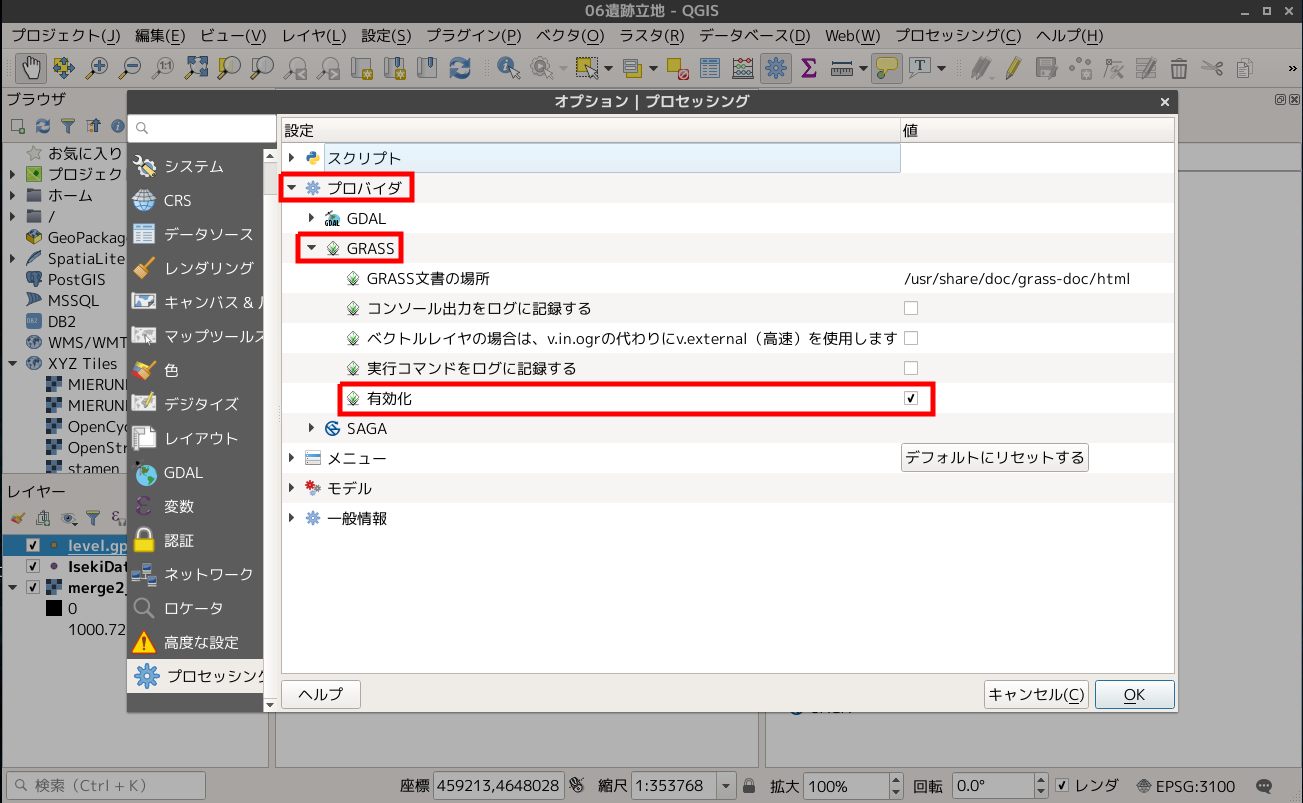 06遺跡立地 - QGIS
プロジェクト(J) 編集(E) ビュー(V) レイヤ(L) 設定(S) プラグイン(P) ベクタ(O) ラスタ(R) データベース(D) Web(W) プロセッシング(C) ヘルプ(H)
ブラウザ
お気に入り
プロジェク
ホーム
/
GeoPackag
SpatiaLite
PostGIS
MSSQL
DB2
WMS/WMT
XYZ Tiles
MIERUN
MIERUN
OpenCyc
OpenStr
stamen
レイヤー
level.gp
IsekiDat
merge2_
0
1000.72
オプション | プロセッシング
システム
CRS
データソース
レンダリング
キャンバス &
マップツールズ
色
デジタイズ
レイアウト
GDAL
変数
認証
ネットワーク
ロケータ
高度な設定
プロセッシング
設定 値
スクリプト
プロバイダ
GDAL
GRASS
GRASS文書の場所 /usr/share/doc/grass-doc/html
コンソール出力をログに記録する
ベクトルレイヤの場合は、v.in.ogrの代わりにv.external（高速）を使用します
実行コマンドをログに記録する
有効化
SAGA
メニュー デフォルトにリセットする
モデル
一般情報
ヘルプ キャンセル(C) OK
検索（Ctrl + K） 座標 459213,4648028 縮尺 1:353768 拡大 100% 回転 0.0° レンダ EPSG:3100